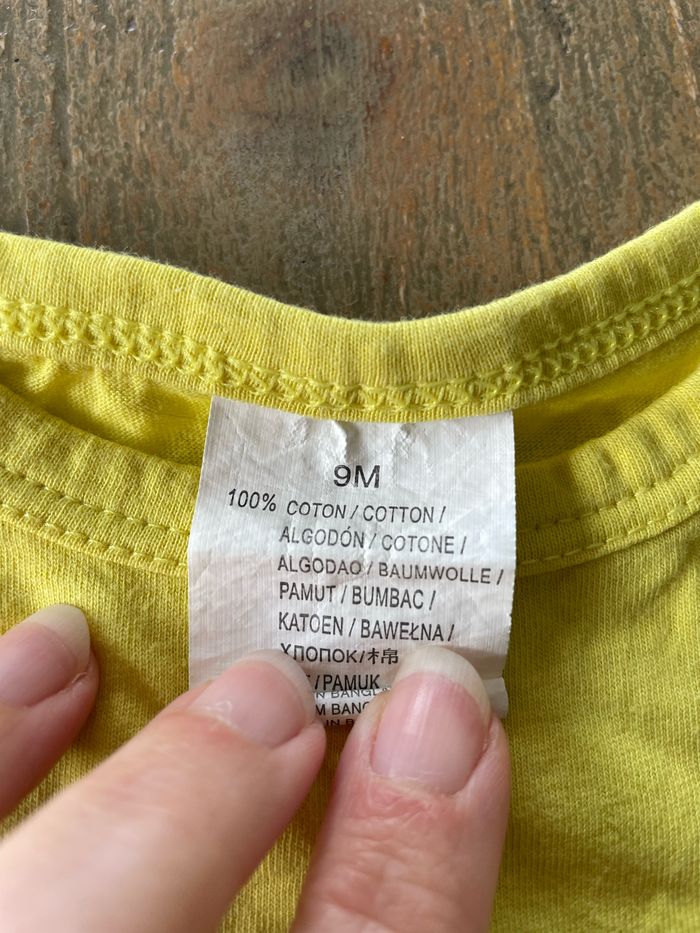 9M
100% COTON / COTTON /
ALGODÓN / COTONE /
ALGODAO / BAUMWOLLE /
PAMUT / BUMBAC /
KATOEN / BAWEŁNA /
ХЛОПОК/棉
/ PAMUK